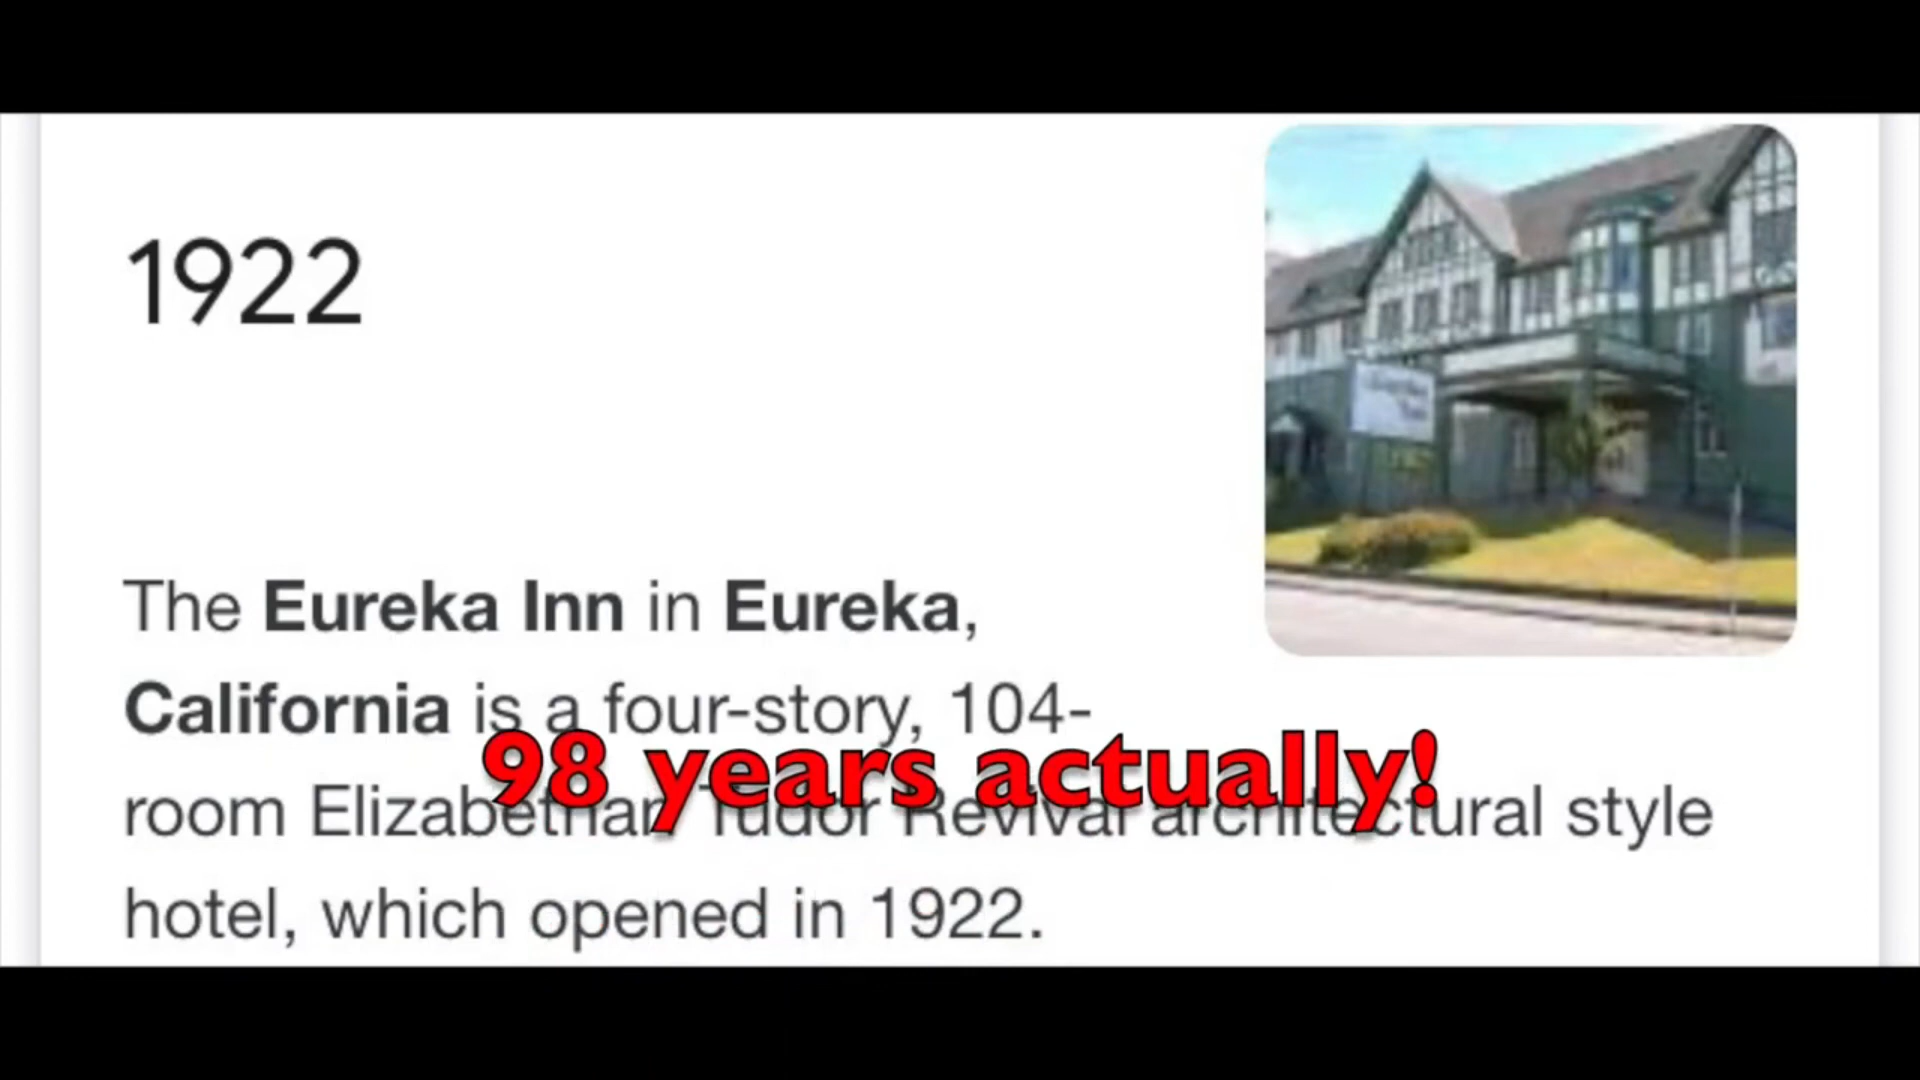 1922
The Eureka Inn in Eureka,
California is a four-story, 104-
98 years actually!
room Elizabethan Tudor Revival architectural style
hotel, which opened in 1922.